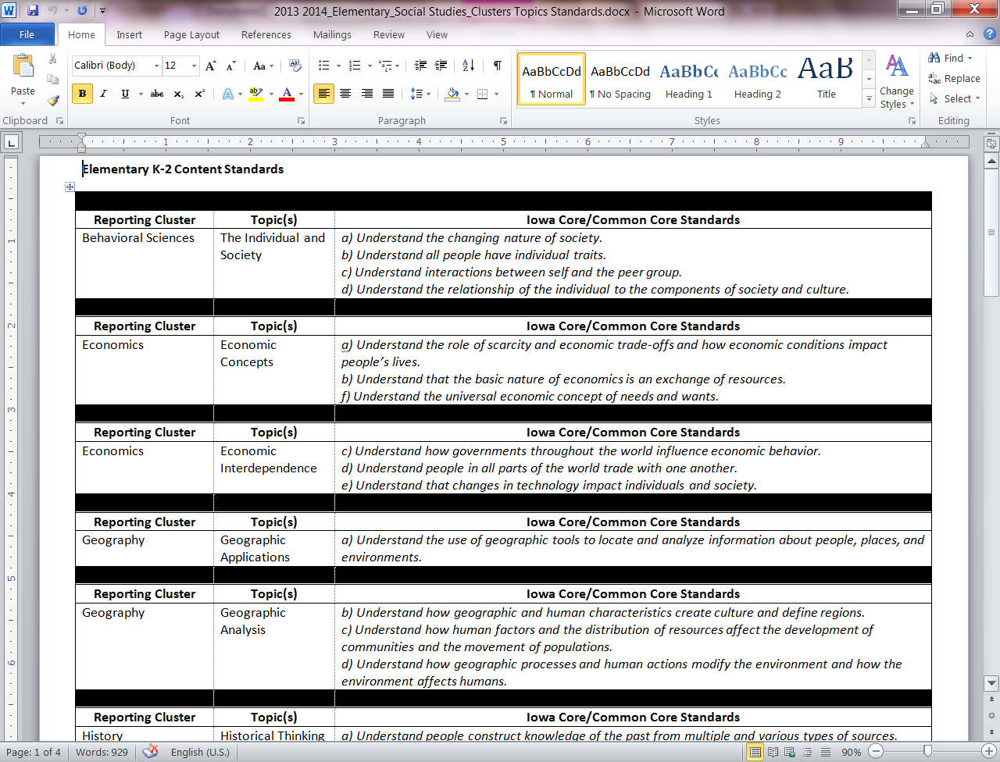 2013 2014_Elementary_Social Studies_Clusters Topics Standards.docx - Microsoft Word
File Home Insert Page Layout References Mailings Review View
Calibri (Body) 12
Paste
Clipboard
Font
Paragraph
AaBbCcDd AaBbCcDd AaBbCc AaBbCc AaB
¶ Normal ¶ No Spacing Heading 1 Heading 2 Title
Change Styles
Styles
Find
Replace
Select
Editing
1 2 3 4 5 6 7 8 9
Elementary K-2 Content Standards
Reporting Cluster Topic(s) Iowa Core/Common Core Standards
Behavioral Sciences The Individual and a) Understand the changing nature of society.
Society b) Understand all people have individual traits.
c) Understand interactions between self and the peer group.
d) Understand the relationship of the individual to the components of society and culture.
Reporting Cluster Topic(s) Iowa Core/Common Core Standards
Economics Economic a) Understand the role of scarcity and economic trade-offs and how economic conditions impact
Concepts people’s lives.
b) Understand that the basic nature of economics is an exchange of resources.
f) Understand the universal economic concept of needs and wants.
Reporting Cluster Topic(s) Iowa Core/Common Core Standards
Economics Economic c) Understand how governments throughout the world influence economic behavior.
Interdependence d) Understand people in all parts of the world trade with one another.
e) Understand that changes in technology impact individuals and society.
Reporting Cluster Topic(s) Iowa Core/Common Core Standards
Geography Geographic a) Understand the use of geographic tools to locate and analyze information about people, places, and
Applications environments.
Reporting Cluster Topic(s) Iowa Core/Common Core Standards
Geography Geographic b) Understand how geographic and human characteristics create culture and define regions.
Analysis c) Understand how human factors and the distribution of resources affect the development of
communities and the movement of populations.
d) Understand how geographic processes and human actions modify the environment and how the
environment affects humans.
Reporting Cluster Topic(s) Iowa Core/Common Core Standards
History Historical Thinking a) Understand people construct knowledge of the past from multiple and various types of sources.
Page: 1 of 4 Words: 929 English (U.S.) 90%